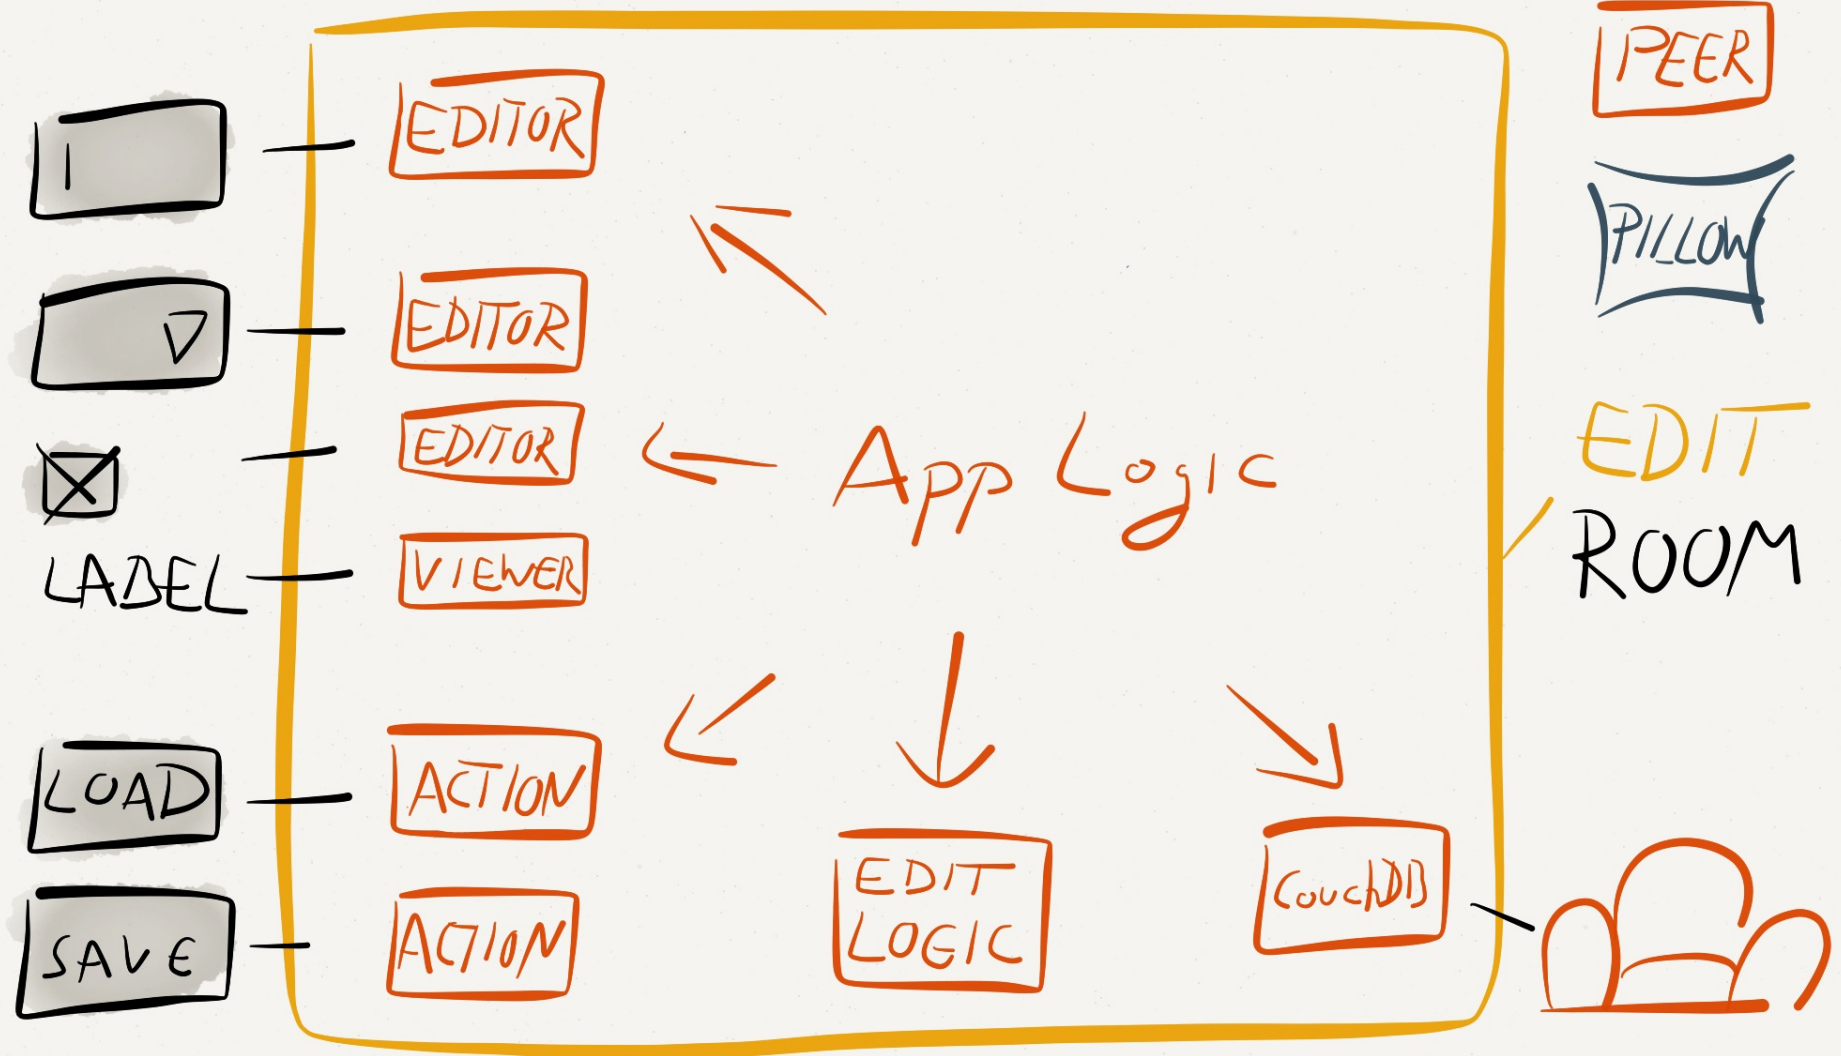 EDITOR
EDITOR
EDITOR
LABEL
VIEWER
LOAD
ACTION
SAVE
ACTION
App Logic
EDIT
LOGIC
CouchDB
PEER
PILLOW
EDIT
ROOM